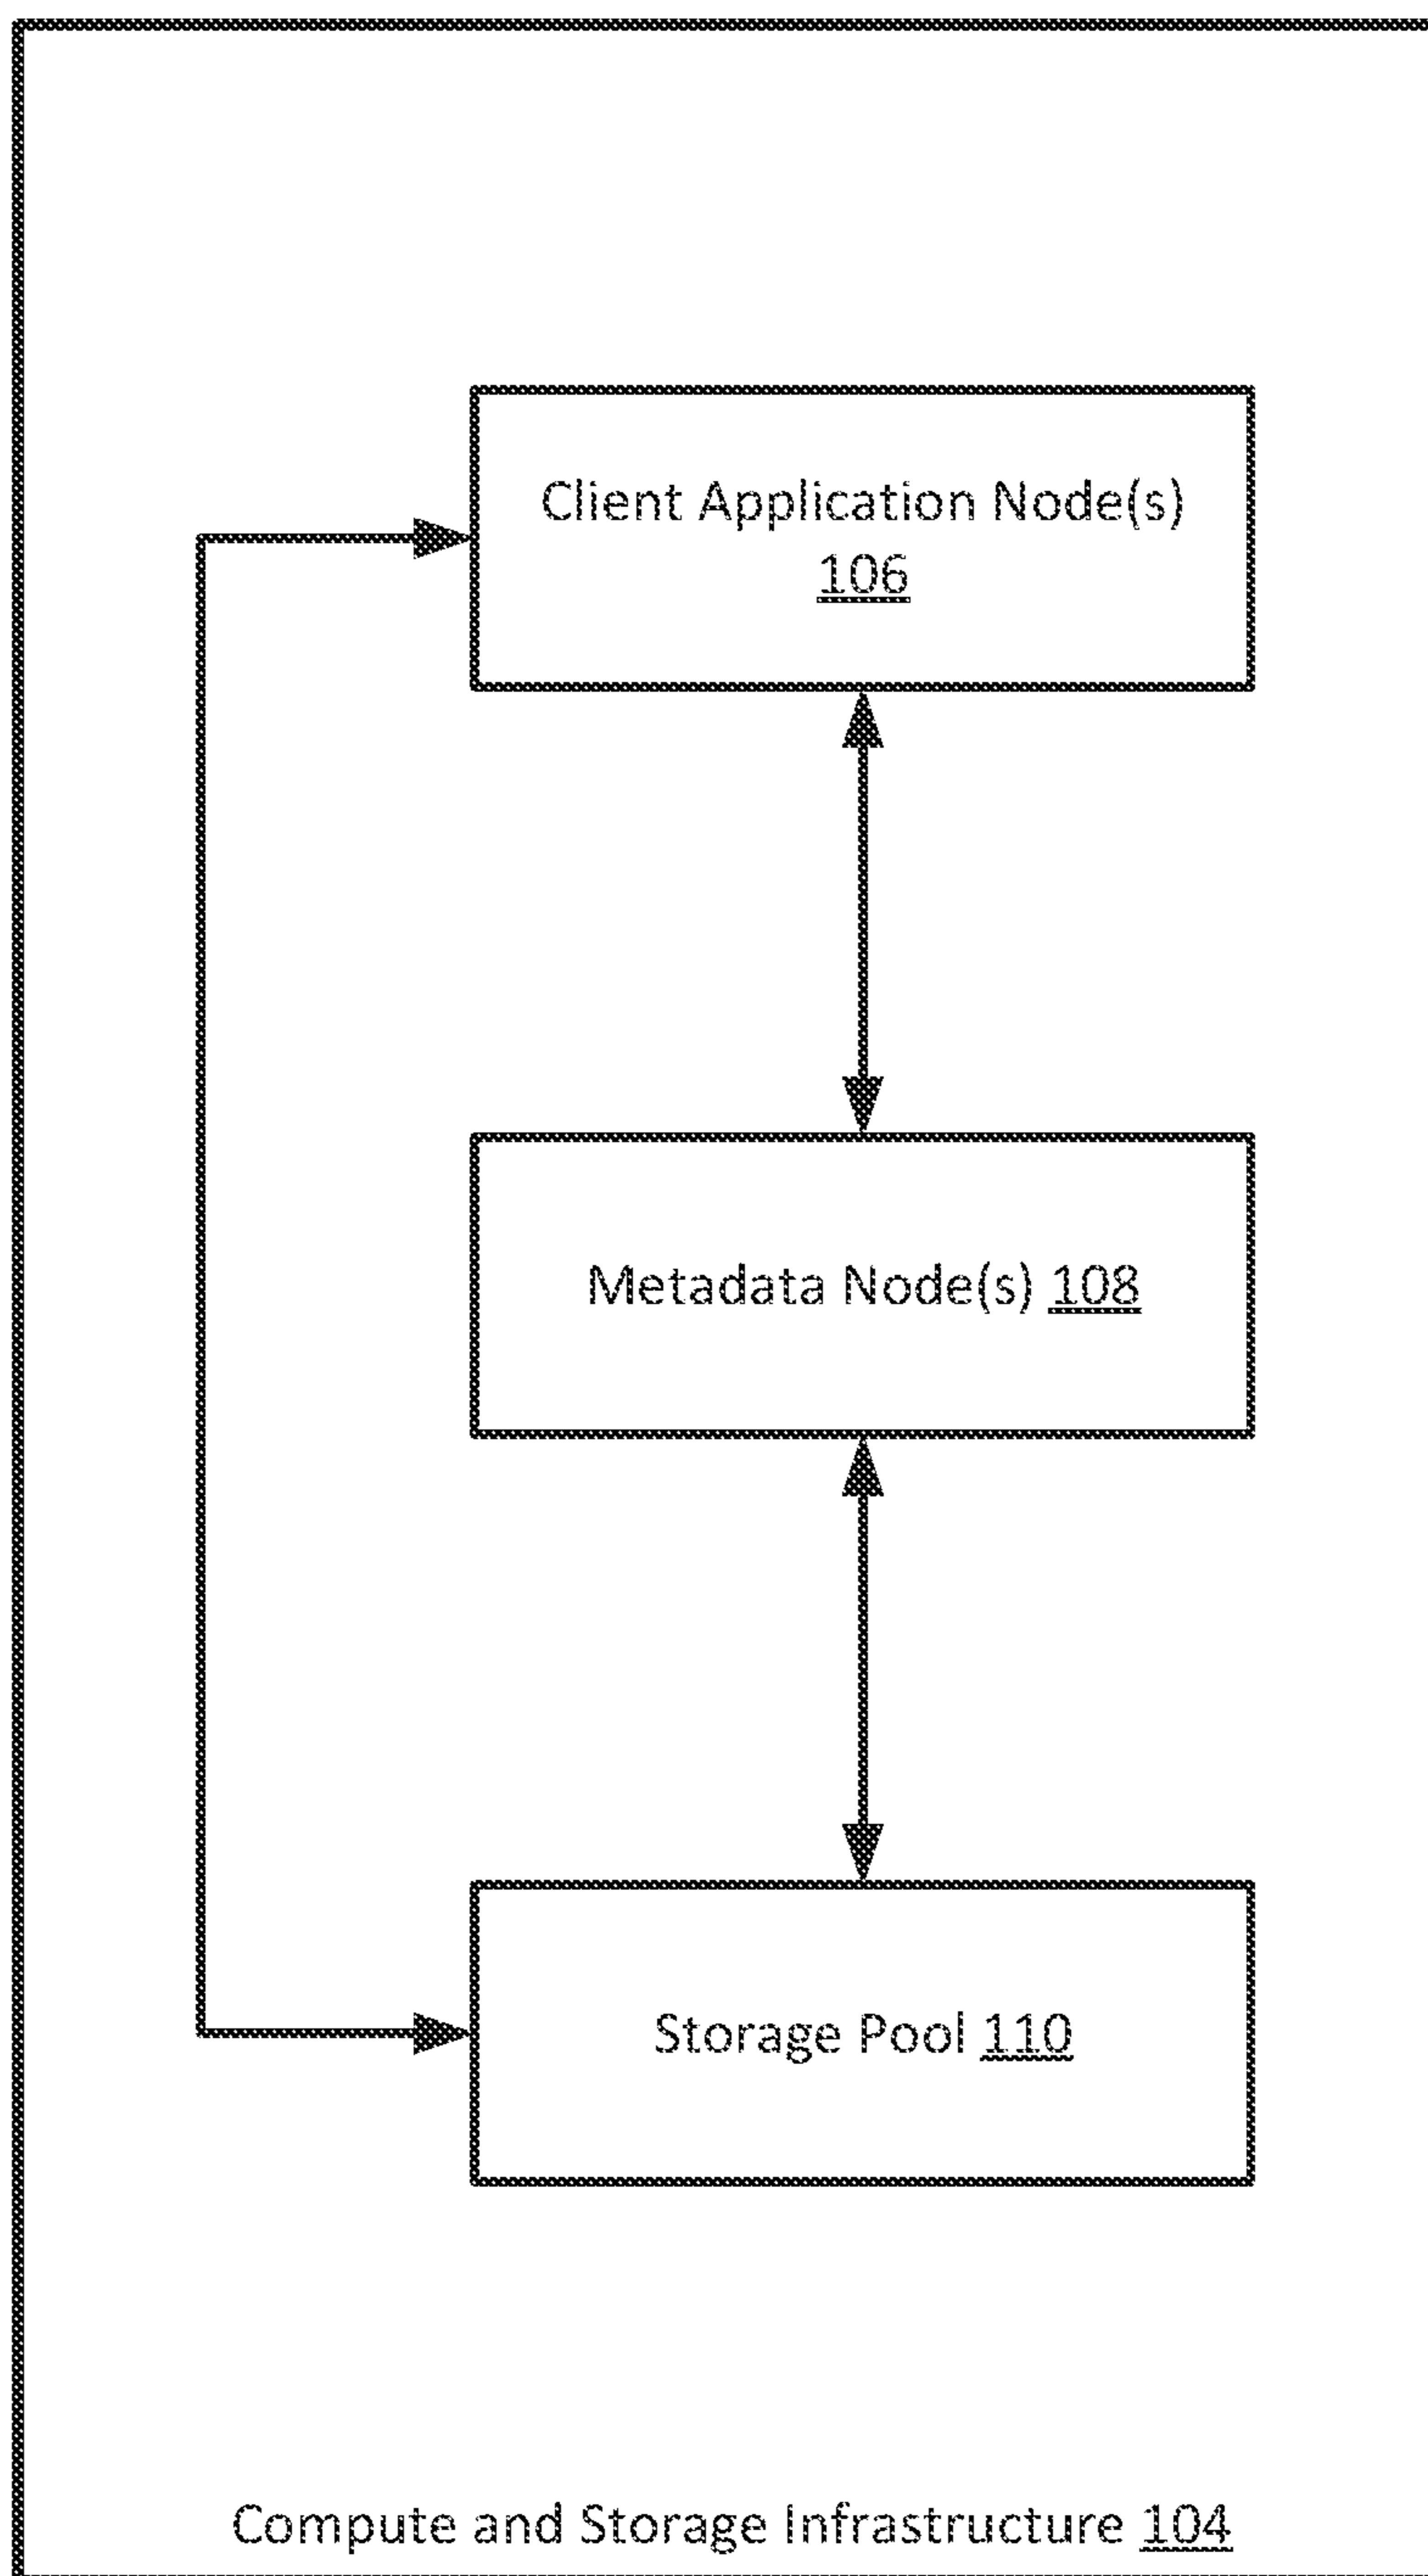 Client Application Node(s)
106
Metadata Node(s) 108
Storage Pool 110
Compute and Storage Infrastructure 104